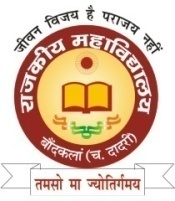 जीवन विजय है पराजय नहीं
राजकीय महाविद्यालय
बौंदकलां (च. दादरी)
तमसो मा ज्योतिर्गमय